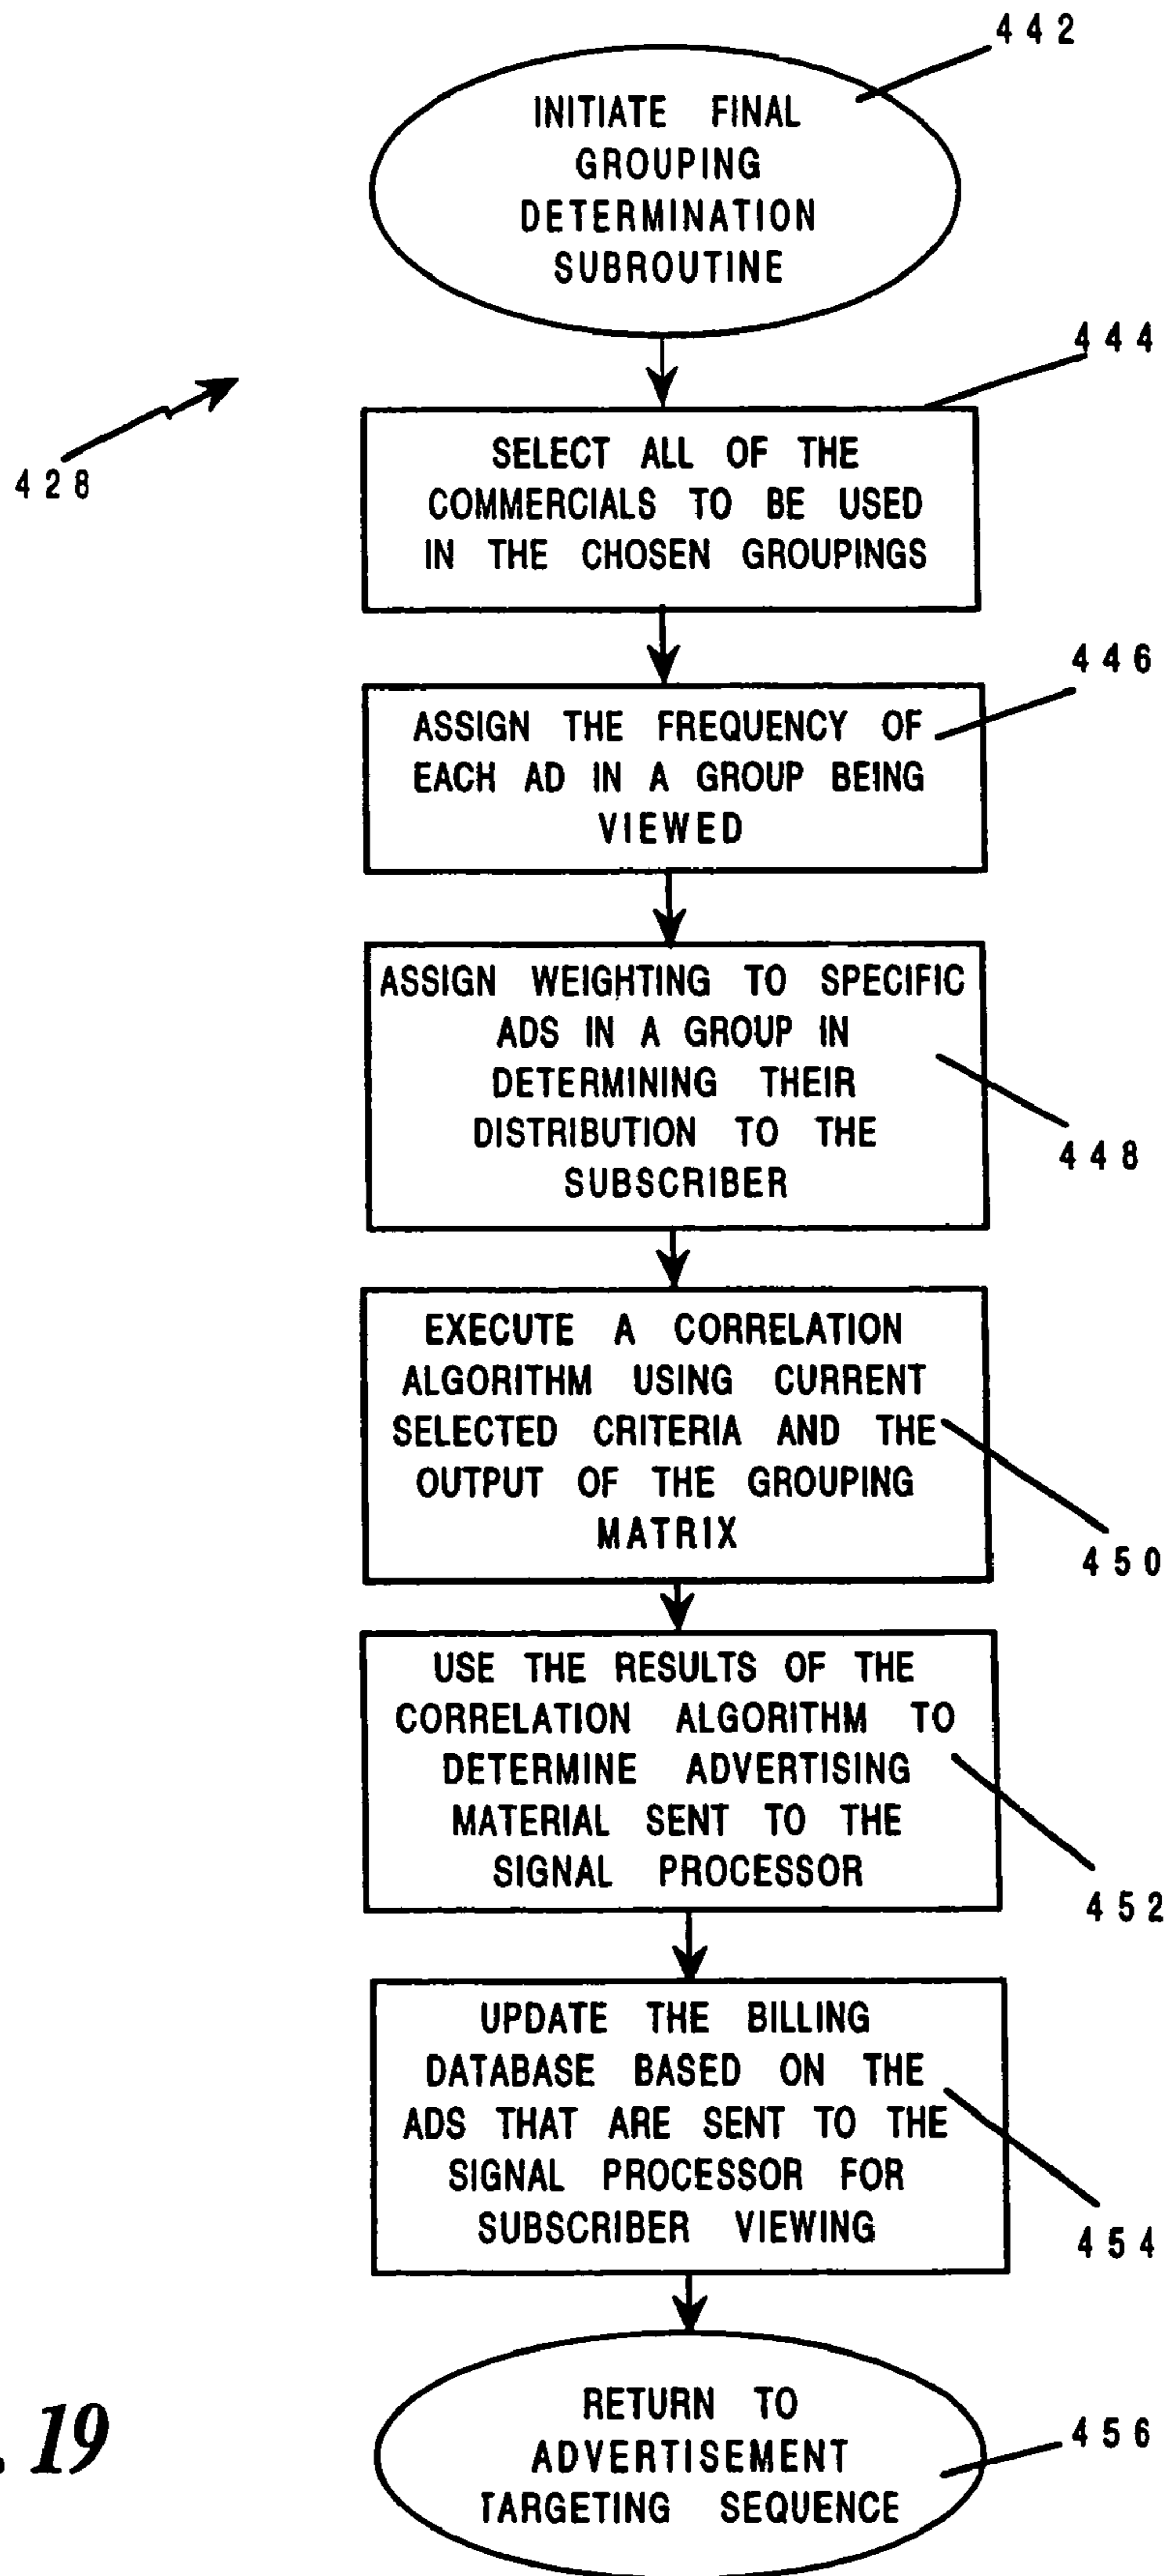 442
INITIATE FINAL
GROUPING
DETERMINATION
SUBROUTINE
444
428
SELECT ALL OF THE
COMMERCIALS TO BE USED
IN THE CHOSEN GROUPINGS
446
ASSIGN THE FREQUENCY OF
EACH AD IN A GROUP BEING
VIEWED
ASSIGN WEIGHTING TO SPECIFIC
ADS IN A GROUP IN
DETERMINING THEIR
DISTRIBUTION TO THE
SUBSCRIBER
448
EXECUTE A CORRELATION
ALGORITHM USING CURRENT
SELECTED CRITERIA AND THE
OUTPUT OF THE GROUPING
MATRIX
450
USE THE RESULTS OF THE
CORRELATION ALGORITHM TO
DETERMINE ADVERTISING
MATERIAL SENT TO THE
SIGNAL PROCESSOR
452
UPDATE THE BILLING
DATABASE BASED ON THE
ADS THAT ARE SENT TO THE
SIGNAL PROCESSOR FOR
SUBSCRIBER VIEWING
454
RETURN TO
ADVERTISEMENT
TARGETING SEQUENCE
456
. 19